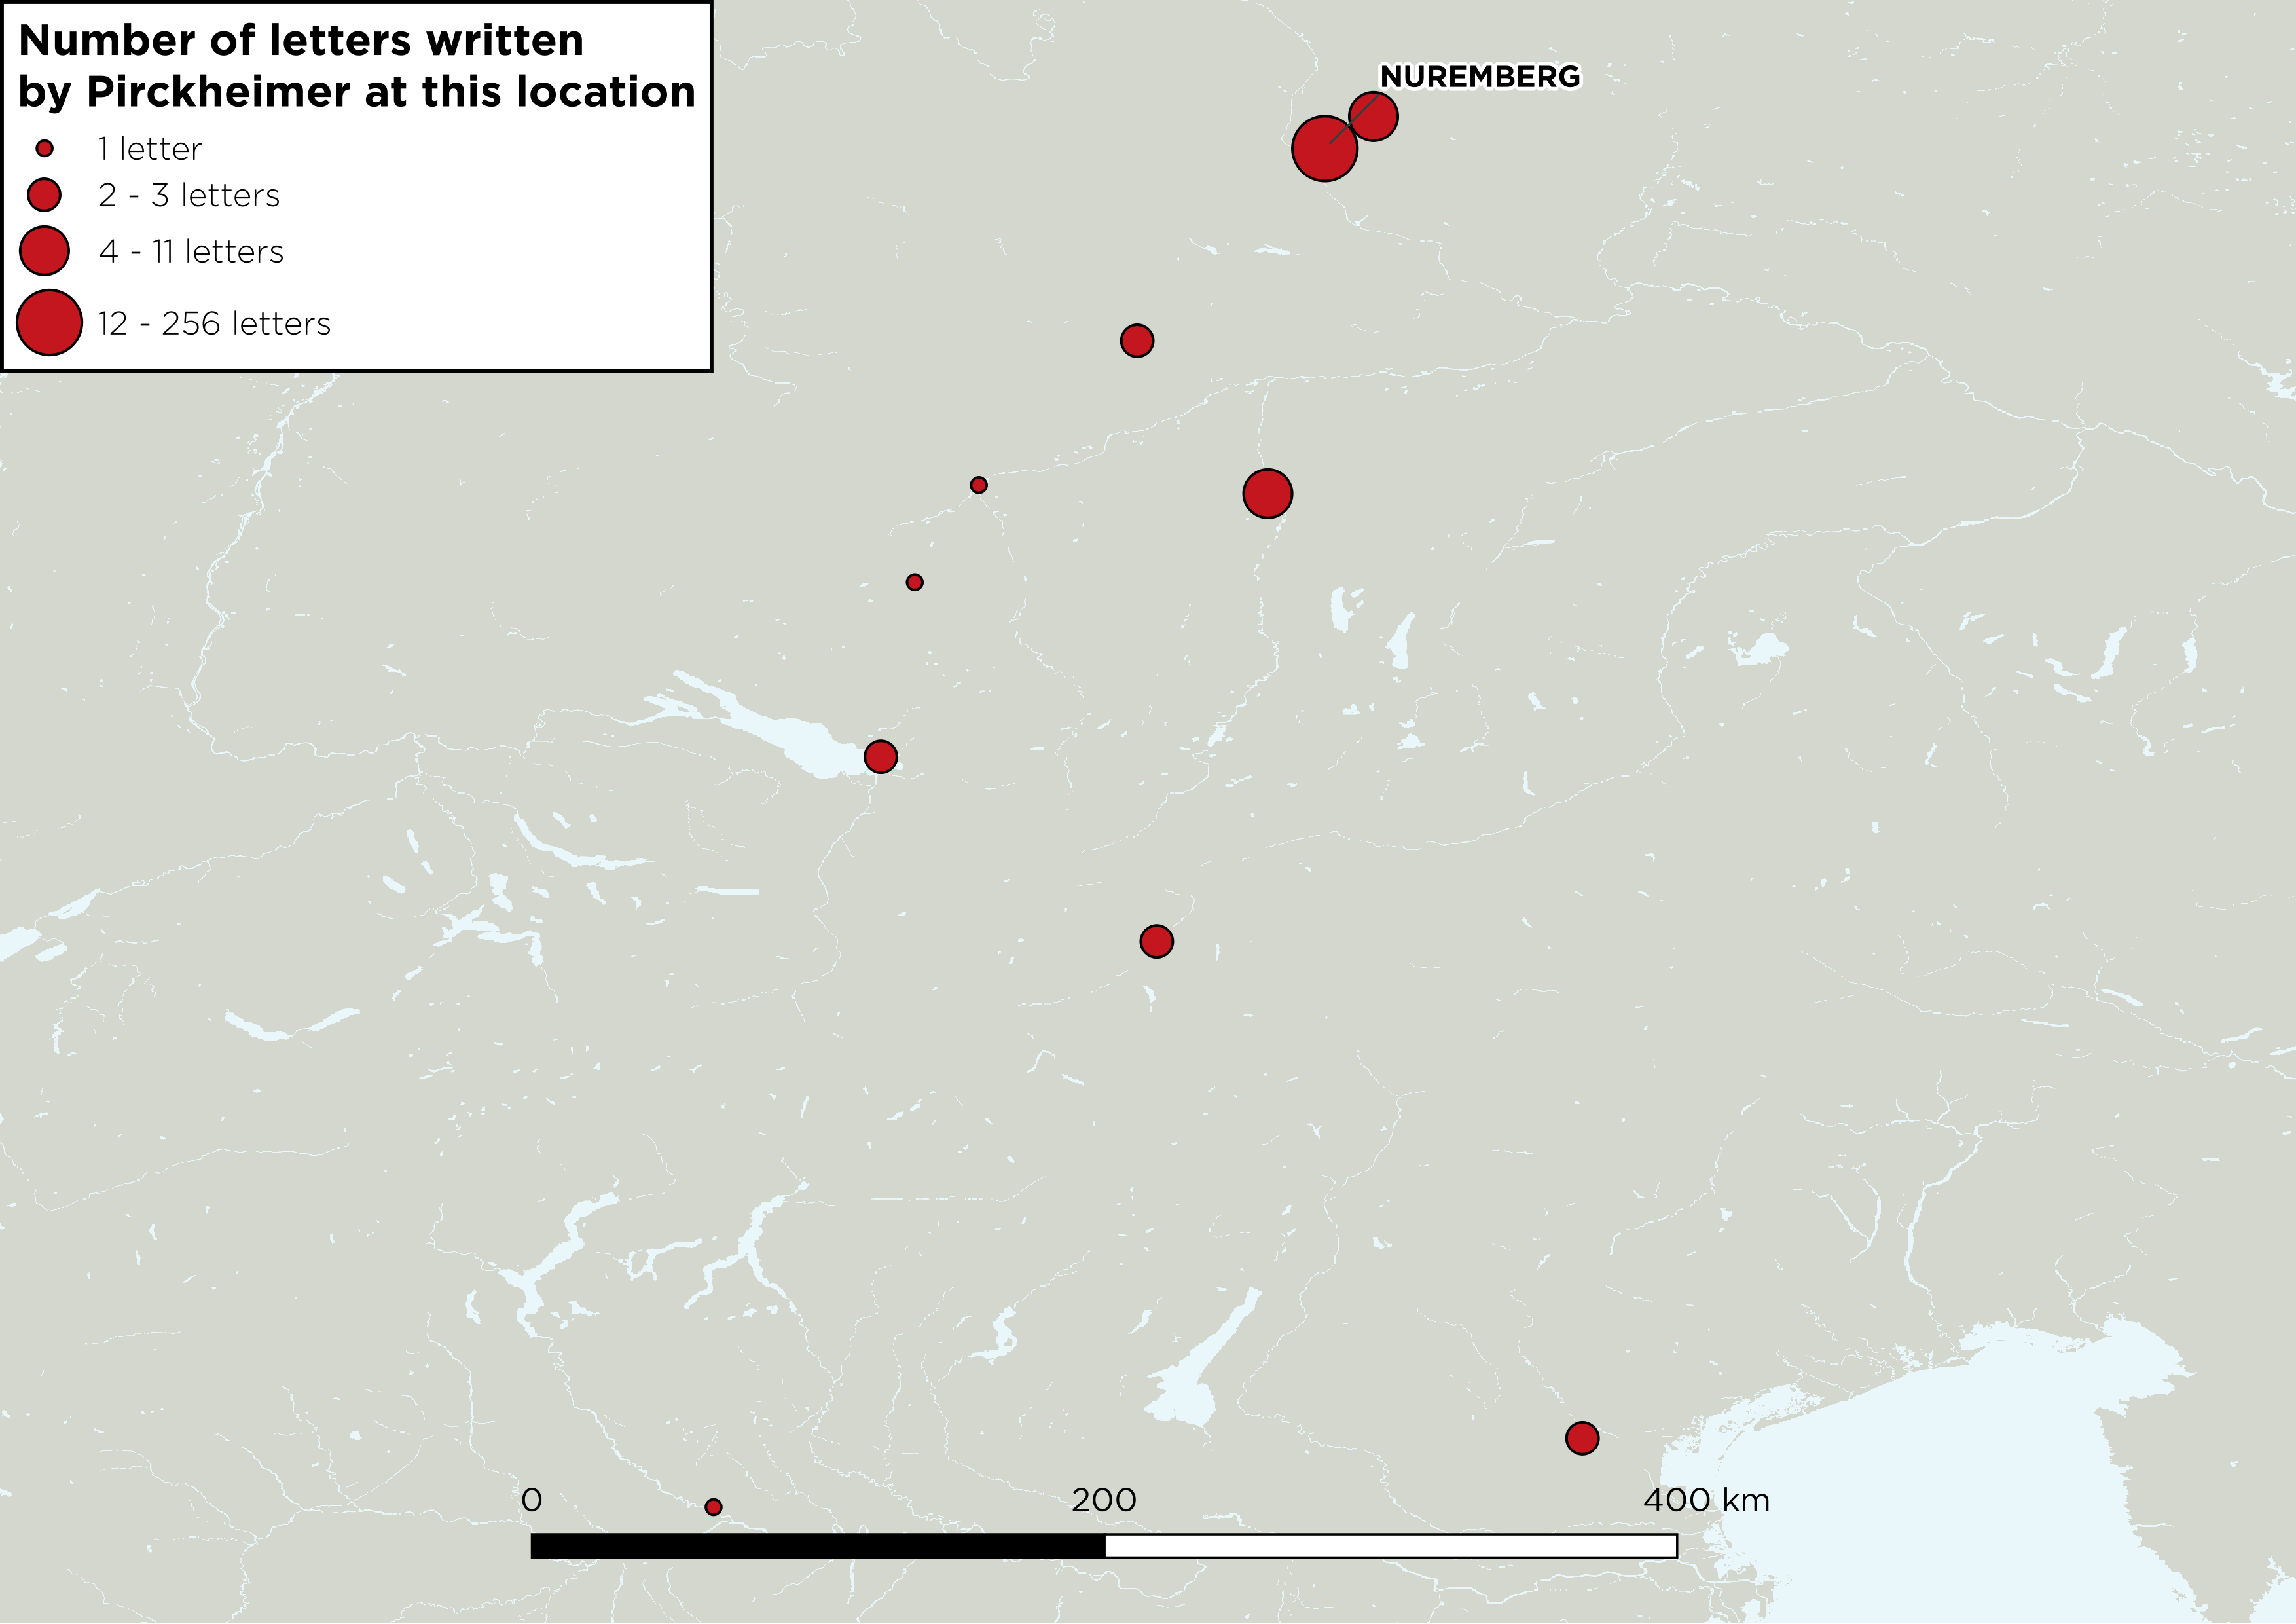 Number of letters written
by Pirckheimer at this location
1 letter
2 - 3 letters
4 - 11 letters
12 - 256 letters
NUREMBERG
0 200 400 km